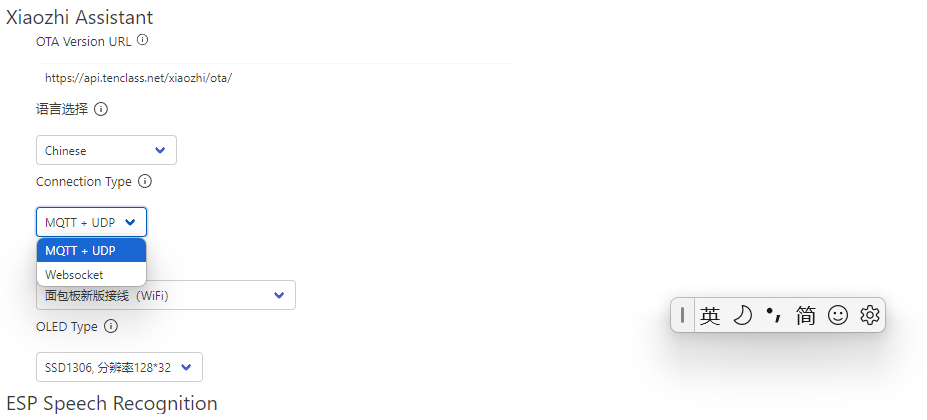 Xiaozhi Assistant
OTA Version URL
https://api.tenclass.net/xiaozhi/ota/
语言选择
Chinese
Connection Type
MQTT + UDP
MQTT + UDP
Websocket
面包板新版接线（WiFi）
英 简
OLED Type
SSD1306, 分辨率128*32
ESP Speech Recognition